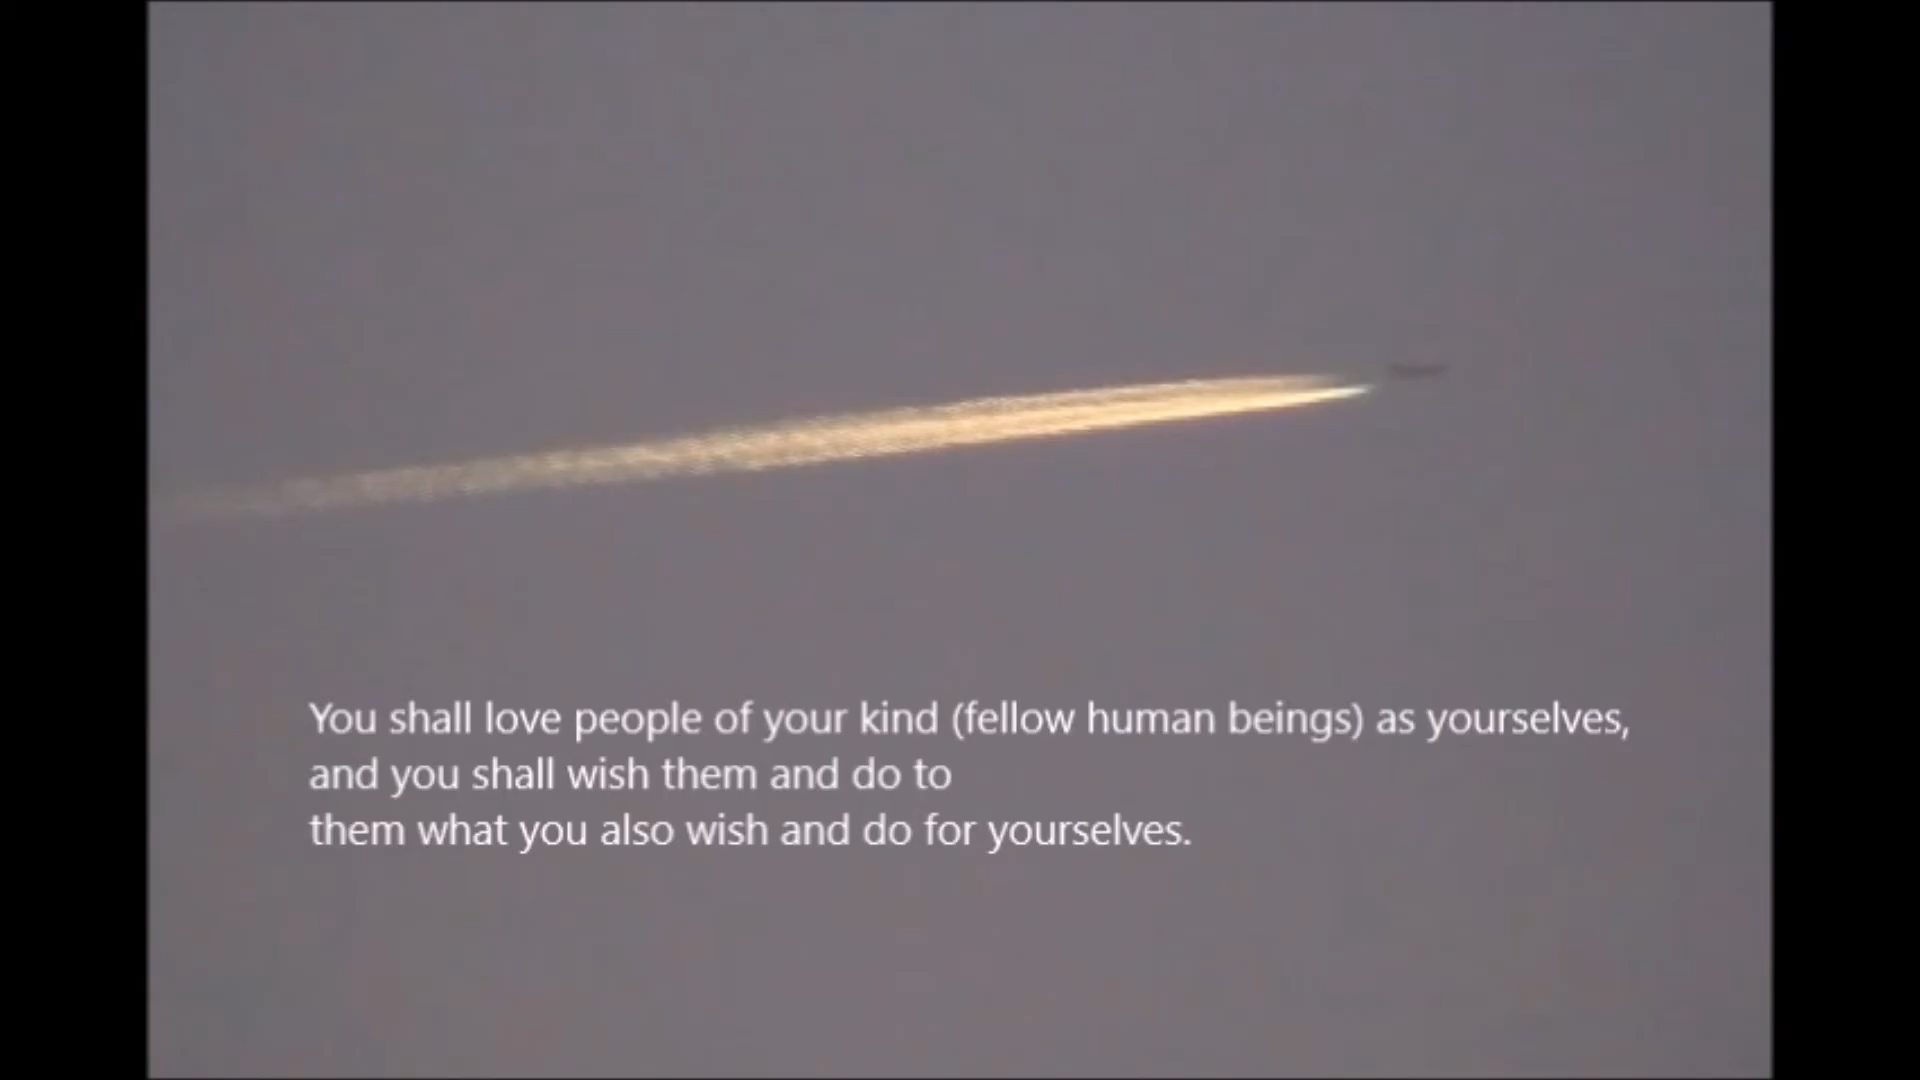 You shall love people of your kind (fellow human beings) as yourselves,
and you shall wish them and do to
them what you also wish and do for yourselves.